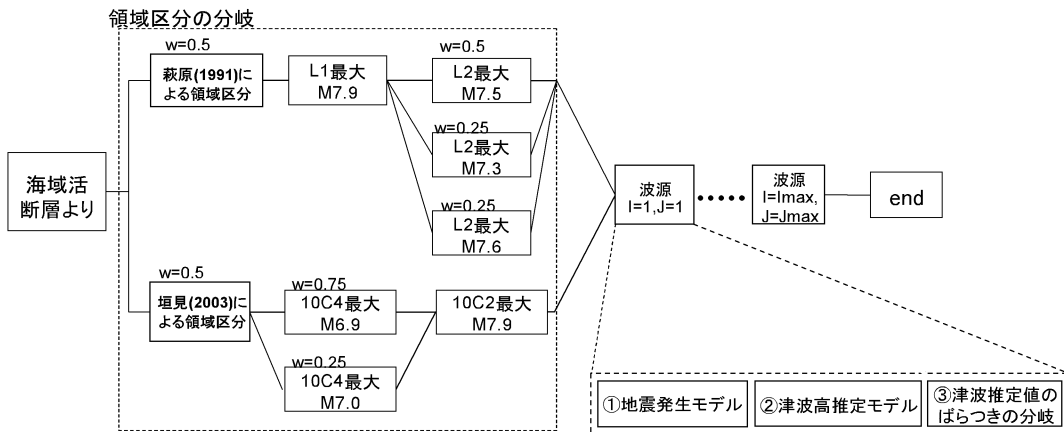 領域区分の分岐
海域活
断層より
w=0.5
萩原(1991)に
よる領域区分
L1最大
M7.9
w=0.5
L2最大
M7.5
w=0.25
L2最大
M7.3
w=0.25
L2最大
M7.6
w=0.5
垣見(2003)に
よる領域区分
w=0.75
10C4最大
M6.9
w=0.25
10C4最大
M7.0
10C2最大
M7.9
波源
I=1,J=1
波源
I=Imax,
J=Jmax
end
①地震発生モデル
②津波高推定モデル
③津波推定値の
ばらつきの分岐